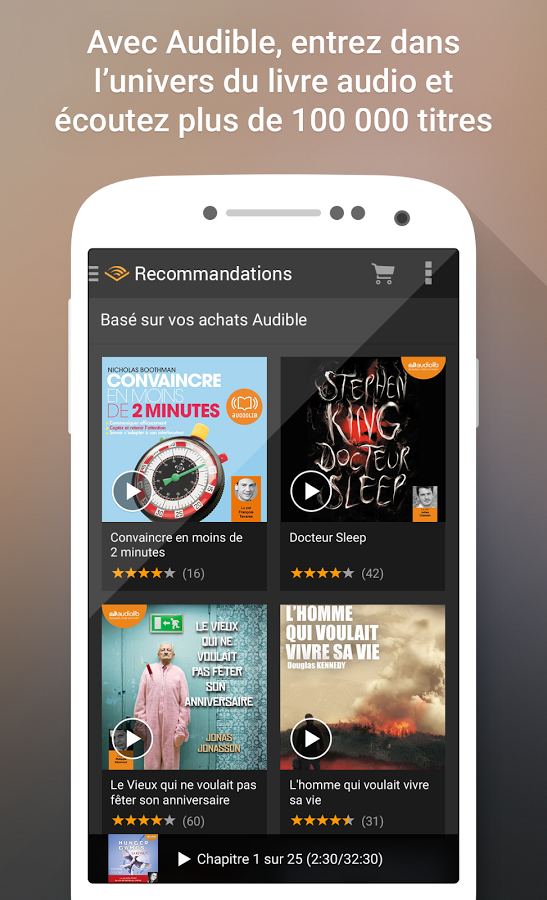 Avec Audible, entrez dans
l’univers du livre audio et
écoutez plus de 100 000 titres
Recommandations
Basé sur vos achats Audible
NICHOLAS BOOTHMAN
CONVAINCRE
EN MOINS
DE 2 MINUTES
AUDIOLIB
Convaincre en moins de
2 minutes
(16)
audiolib
STEPHEN
KING
DOCTEUR
SLEEP
Docteur Sleep
(42)
audiolib
LE VIEUX
QUI NE
VOULAIT
PAS FÊTER
SON
ANNIVERSAIRE
JONAS
JONASSON
Le Vieux qui ne voulait pas
fêter son anniversaire
(60)
L'HOMME
QUI VOULAIT
VIVRE SA VIE
Douglas KENNEDY
L'homme qui voulait vivre
sa vie
(31)
HUNGER
GAMES
Chapitre 1 sur 25 (2:30/32:30)